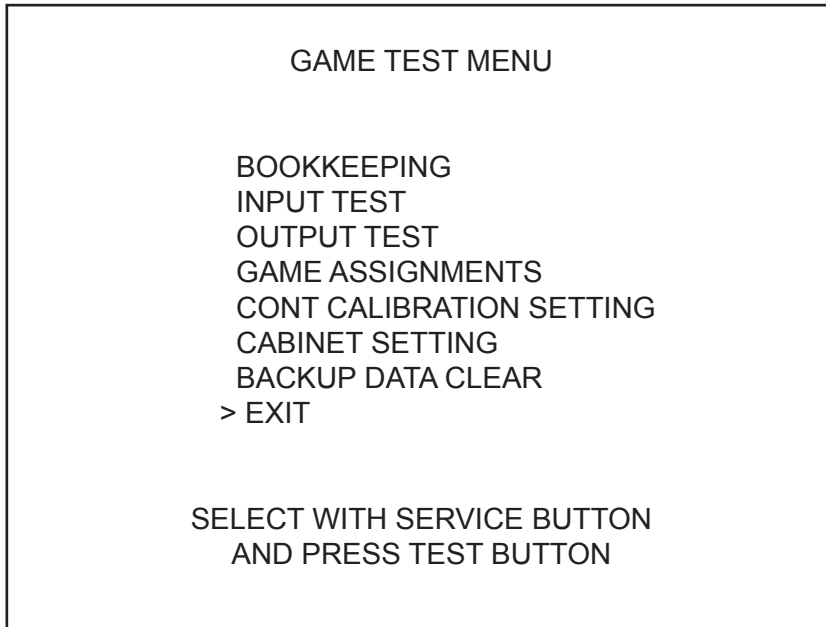 GAME TEST MENU
BOOKKEEPING
INPUT TEST
OUTPUT TEST
GAME ASSIGNMENTS
CONT CALIBRATION SETTING
CABINET SETTING
BACKUP DATA CLEAR
> EXIT
SELECT WITH SERVICE BUTTON
AND PRESS TEST BUTTON